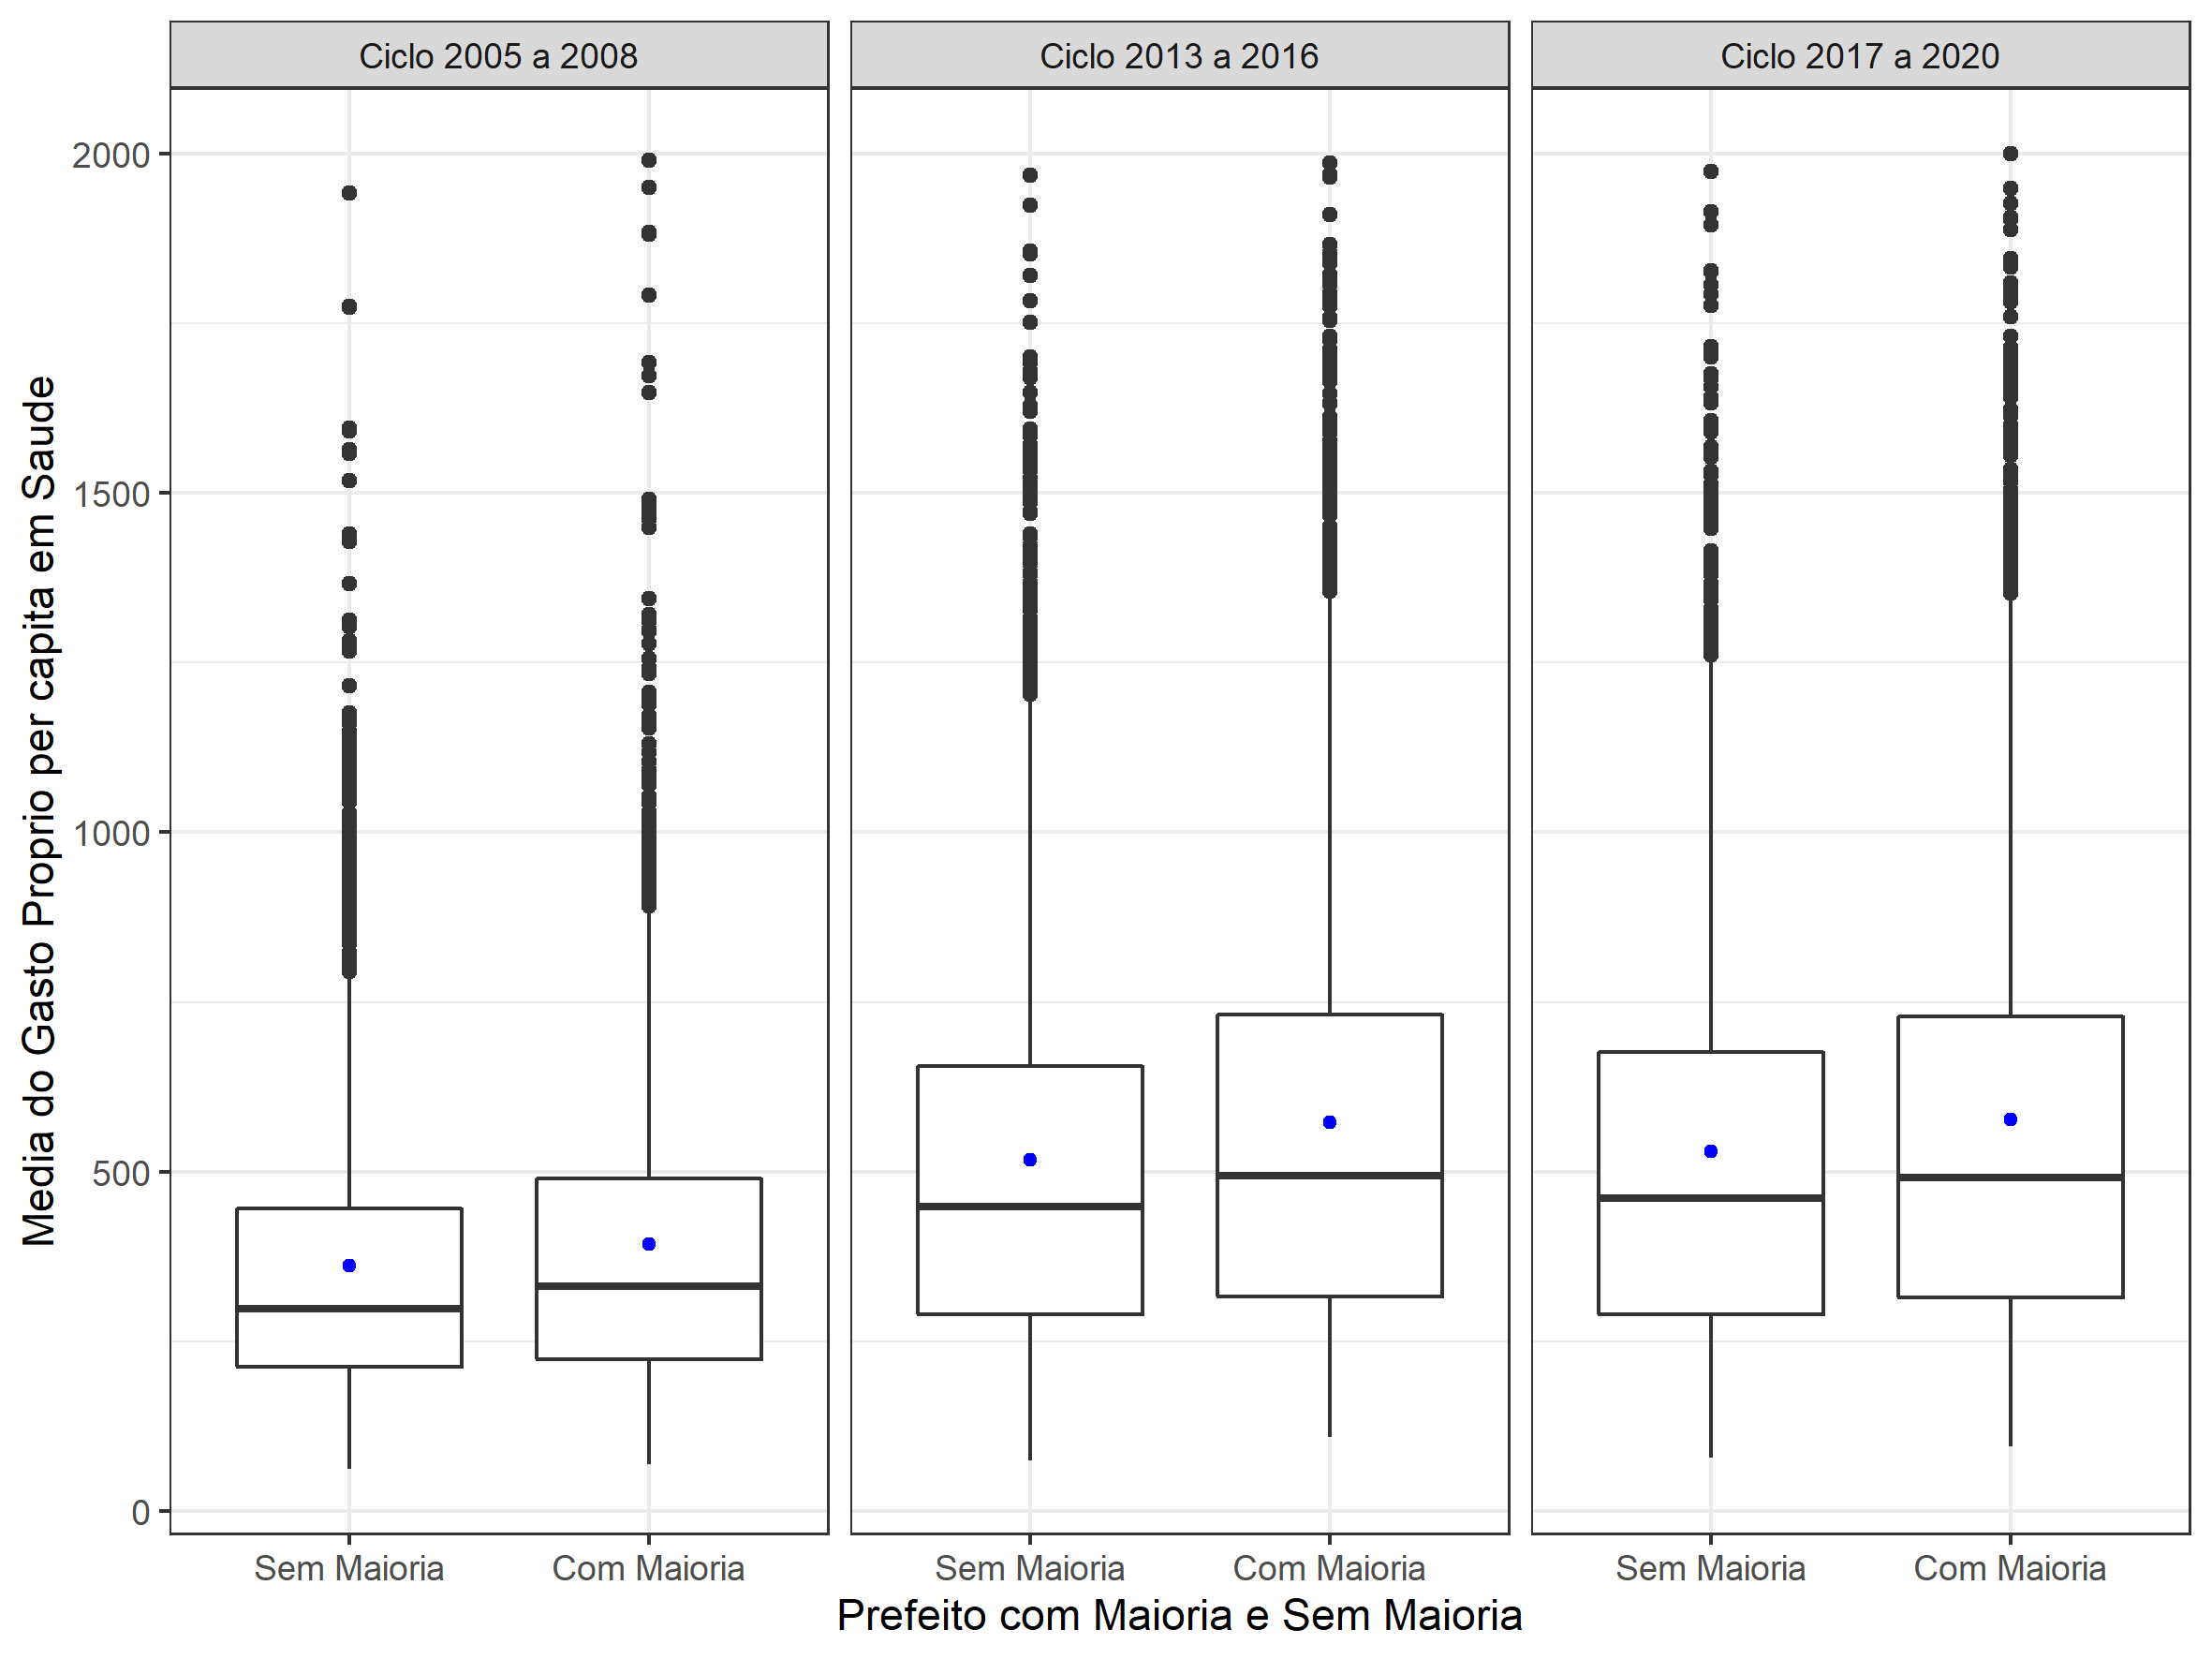 Ciclo 2005 a 2008
Ciclo 2013 a 2016
Ciclo 2017 a 2020
Media do Gasto Proprio per capita em Saude
2000
1500
1000
500
0
Sem Maioria
Com Maioria
Sem Maioria
Com Maioria
Sem Maioria
Com Maioria
Prefeito com Maioria e Sem Maioria